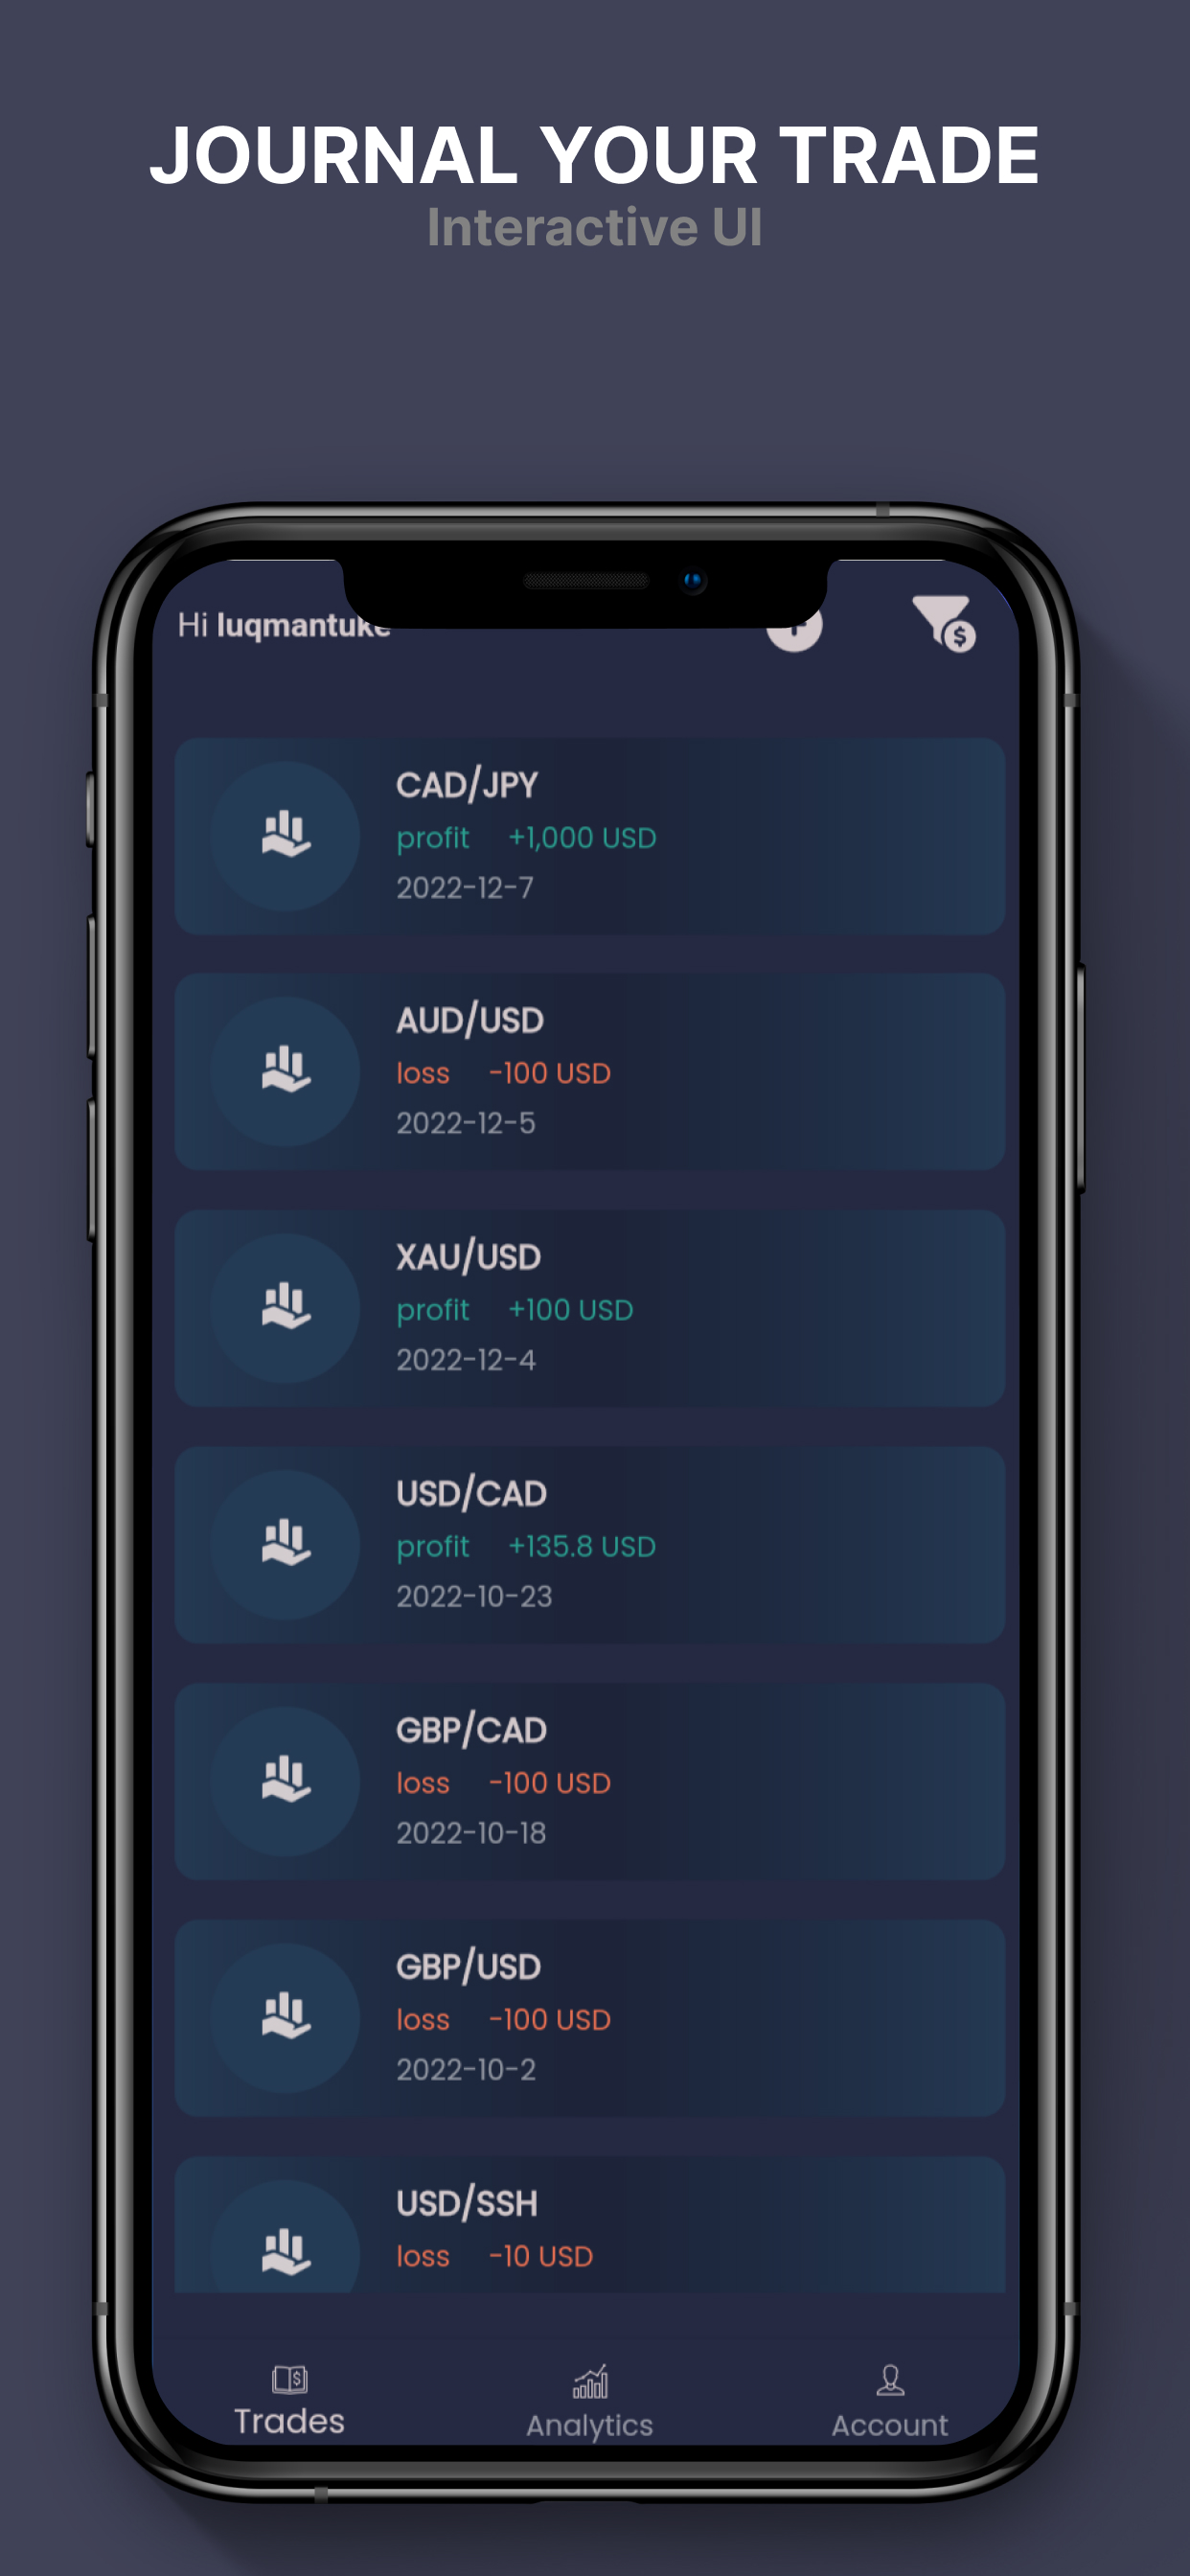 JOURNAL YOUR TRADE
Interactive UI
Hi luqmantuke
CAD/JPY
profit +1,000 USD
2022-12-7
AUD/USD
loss -100 USD
2022-12-5
XAU/USD
profit +100 USD
2022-12-4
USD/CAD
profit +135.8 USD
2022-10-23
GBP/CAD
loss -100 USD
2022-10-18
GBP/USD
loss -100 USD
2022-10-2
USD/SSH
loss -10 USD
Trades Analytics Account